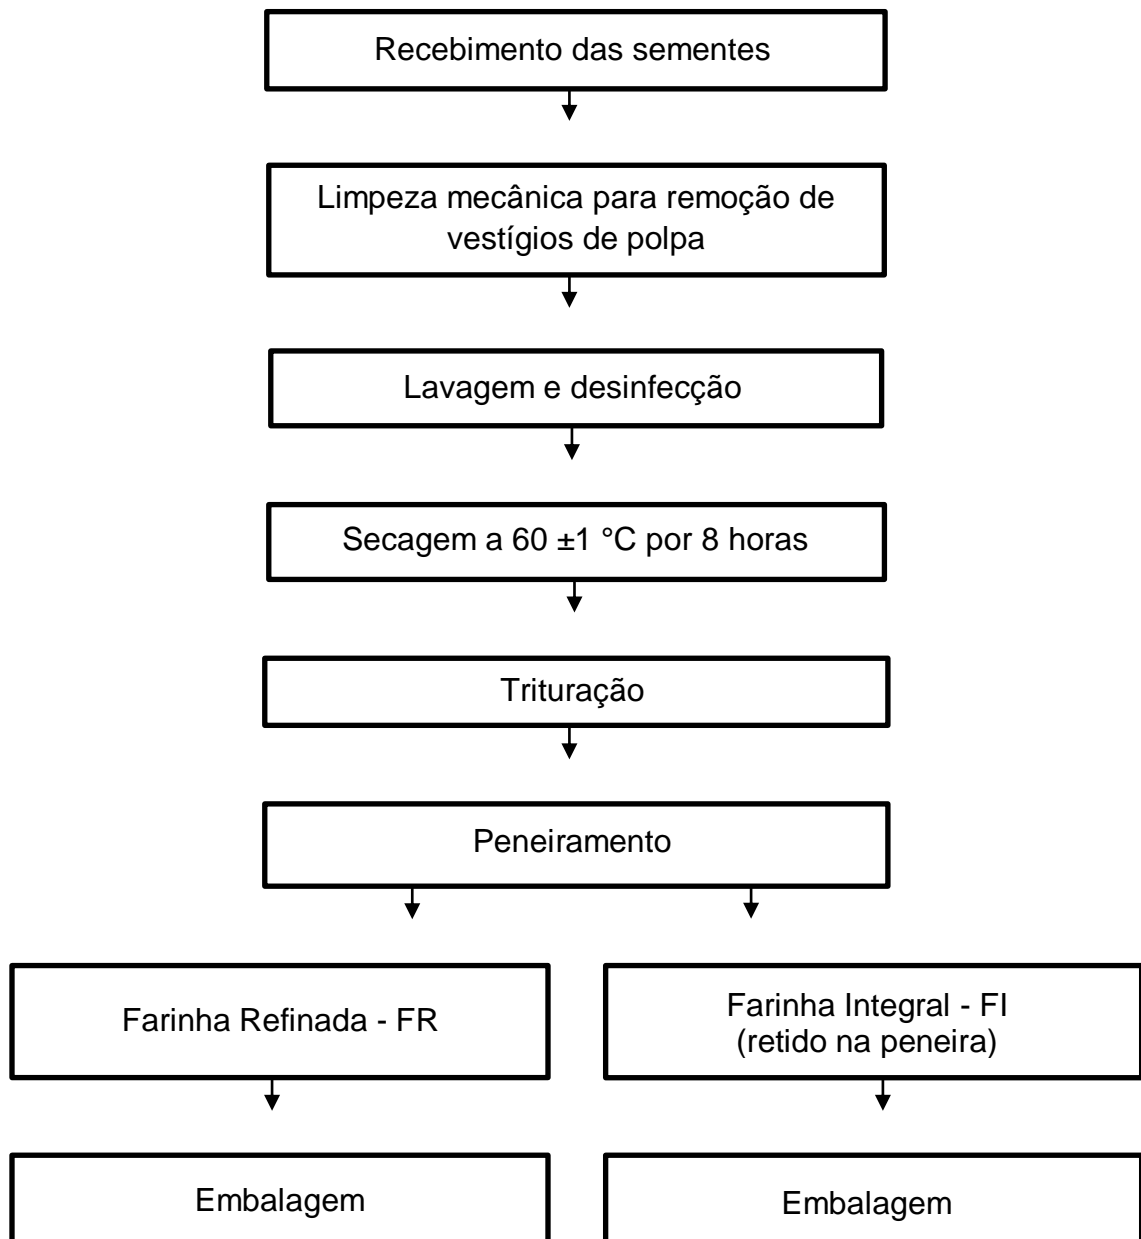 Recebimento das sementes
Limpeza mecânica para remoção de
vestígios de polpa
Lavagem e desinfecção
Secagem a 60 ±1 °C por 8 horas
Trituração
Peneiramento
Farinha Refinada - FR
Farinha Integral - FI
(retido na peneira)
Embalagem
Embalagem